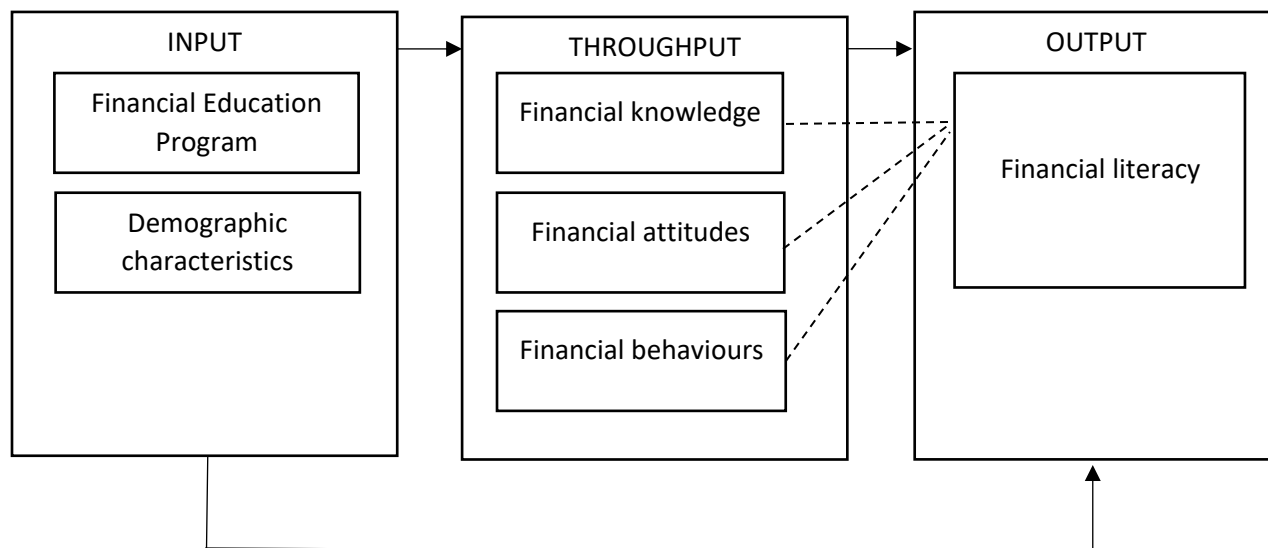 INPUT
Financial Education
Program
Demographic
characteristics
THROUGHPUT
Financial knowledge
Financial attitudes
Financial behaviours
OUTPUT
Financial literacy